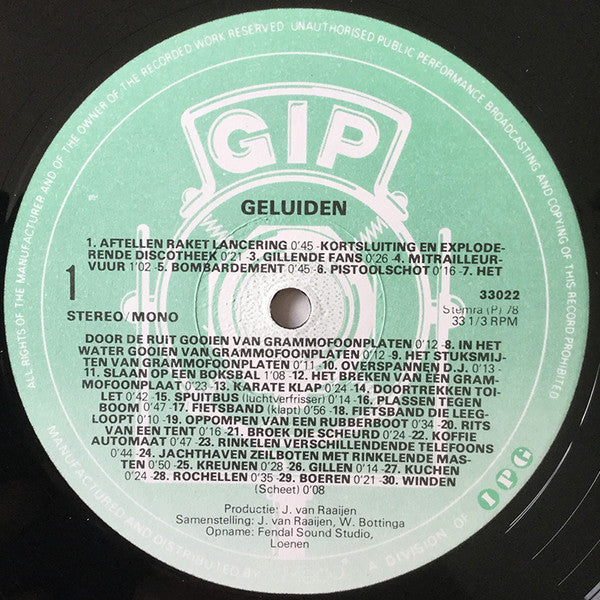 ALL RIGHTS OF THE MANUFACTURER AND OF THE OWNER OF THE RECORDED WORK RESERVED UNAUTHORISED PUBLIC PERFORMANCE BROADCASTING AND COPYING OF THIS RECORD PROHIBITED
GIP
GELUIDEN
1. AFTELLEN RAKET LANCERING 0'45 -KORTSLUITING EN EXPLODE-
RENDE DISCOTHEEK 0'21 -3. GILLENDE FANS 0'26 -4. MITRAILLEUR-
VUUR 1'02 -5. BOMBARDEMENT 0'45 -6. PISTOOLSCHOT 0'16 -7. HET
1
STEREO/MONO
33022
Stemra (P) 78
33 1/3 RPM
DOOR DE RUIT GOOIEN VAN GRAMMOFOONPLATEN 0'12 -8. IN HET
WATER GOOIEN VAN GRAMMOFOONPLATEN 0'12 -9. HET STUKSMIJ-
TEN VAN GRAMMOFOONPLATEN 0'12 -10. OVERSPANNEN D.J. 0'13 -
11. SLAAN OP EEN BOKSBAL 1'08 -12. HET BREKEN VAN EEN GRAM-
MOFOONPLAAT 0'23 -13. KARATE KLAP 0'24 -14. DOORTREKKEN TOI-
LET 0'42 -15. SPUITBUS (luchtverfrisser) 0'14 -16. PLASSEN TEGEN
BOOM 0'47 -17. FIETSBAND (klapt) 0'56 -18. FIETSBAND DIE LEEG-
LOOPT 0'10 -19. OPPOMPEN VAN EEN RUBBERBOOT 0'34 -20. RITS
VAN EEN TENT 0'16 -21. BROEK DIE SCHEURD 0'24 -22. KOFFIE
AUTOMAAT 0'47 -23. RINKELEN VERSCHILLENDENDE TELEFOONS
0'44 -24. JACHTHAVEN ZEILBOTEN MET RINKELENDE MAS-
TEN 0'50 -25. KREUNEN 0'28 -26. GILLEN 0'14 -27. KUCHEN
0'24 -28. ROCHELLEN 0'35 -29. BOEREN 0'21 -30. WINDEN
(Scheet) 0'08
Productie: J. van Raaijen
Samenstelling: J. van Raaijen, W. Bottinga
Opname: Fendal Sound Studio,
Loenen
MANUFACTURED AND DISTRIBUTED BY
A DIVISION OF IPG